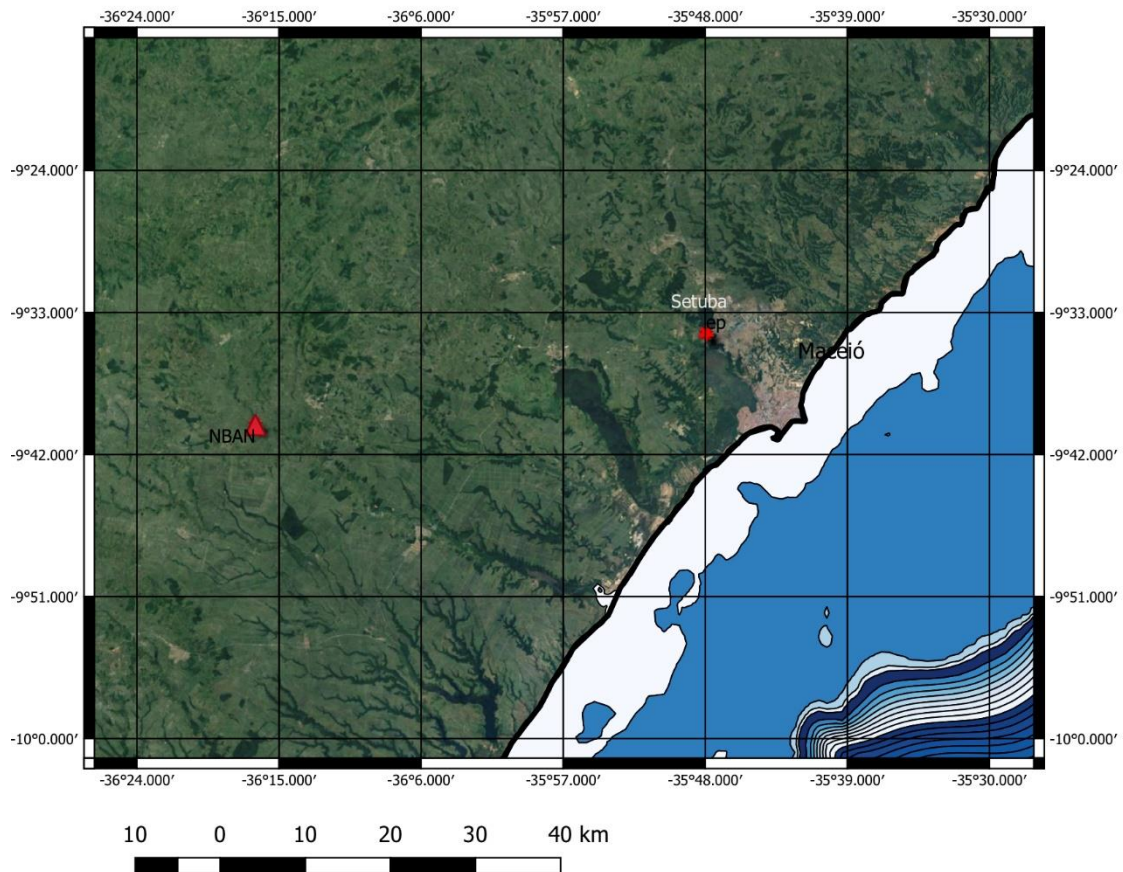 -36°24.000′ -36°15.000′ -36°6.000′ -35°57.000′ -35°48.000′ -35°39.000′ -35°30.000′
-9°24.000′ -9°24.000′
Setuba
-9°33.000′ -9°33.000′
ep
Maceió
NBAN
-9°42.000′ -9°42.000′
-9°51.000′ -9°51.000′
-10°0.000′ -10°0.000′
-36°24.000′ -36°15.000′ -36°6.000′ -35°57.000′ -35°48.000′ -35°39.000′ -35°30.000′
10 0 10 20 30 40 km